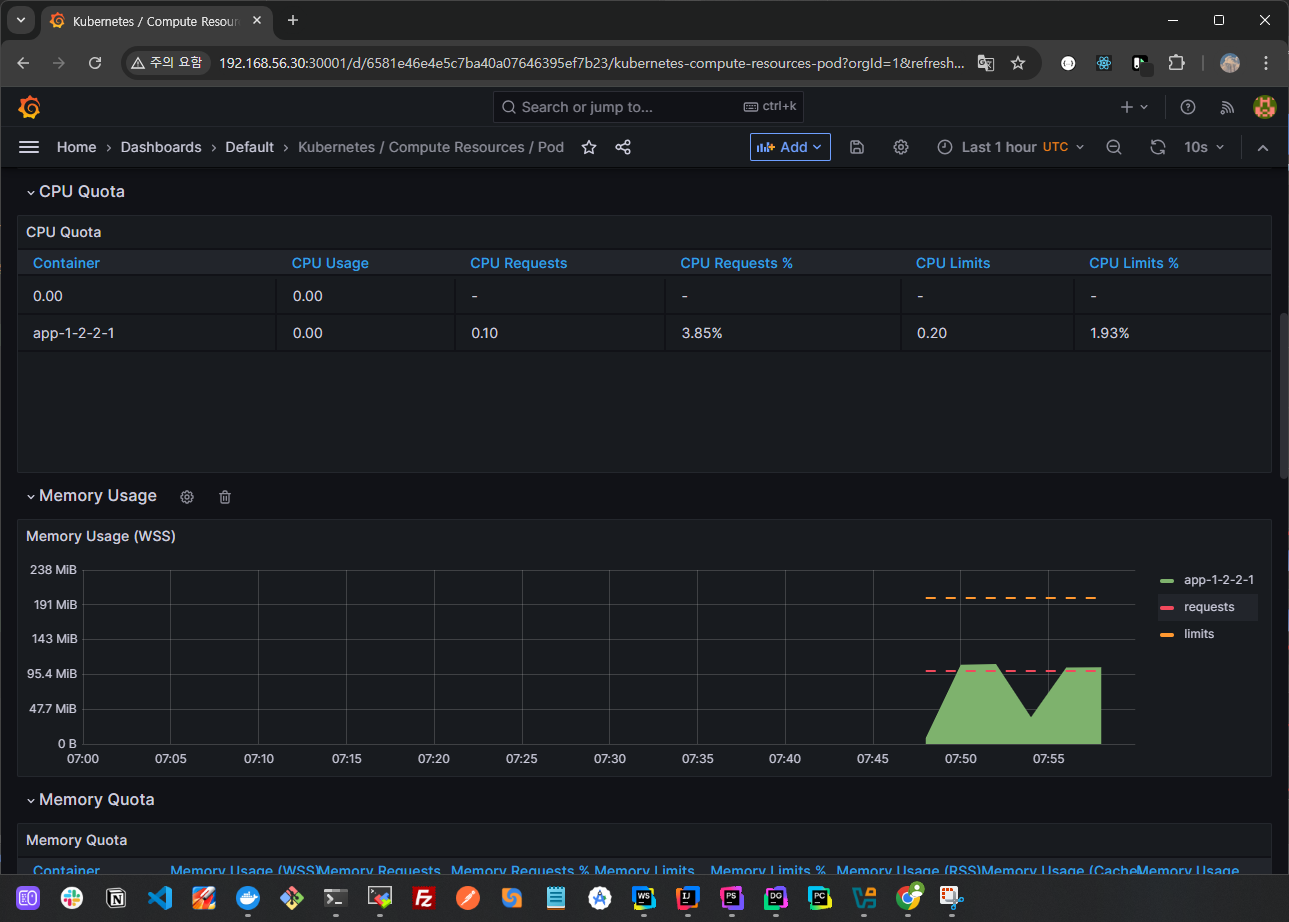 Kubernetes / Compute Resour
주의 요함 192.168.56.30:30001/d/6581e46e4e5c7ba40a07646395ef7b23/kubernetes-compute-resources-pod?orgId=1&refresh...
Search or jump to... ctrl+k
Home › Dashboards › Default › Kubernetes / Compute Resources / Pod Add Last 1 hour UTC 10s
CPU Quota
CPU Quota
Container CPU Usage CPU Requests CPU Requests % CPU Limits CPU Limits %
0.00 0.00 - - - -
app-1-2-2-1 0.00 0.10 3.85% 0.20 1.93%
Memory Usage
Memory Usage (WSS)
238 MiB
191 MiB
143 MiB
95.4 MiB
47.7 MiB
0 B
07:00 07:05 07:10 07:15 07:20 07:25 07:30 07:35 07:40 07:45 07:50 07:55
app-1-2-2-1
requests
limits
Memory Quota
Memory Quota
Container Memory Usage (WSS) Memory Requests Memory Requests % Memory Limits Memory Limits % Memory Usage (RSS) Memory Usage (Cache Memory Usage
WS IJ PS DG PC